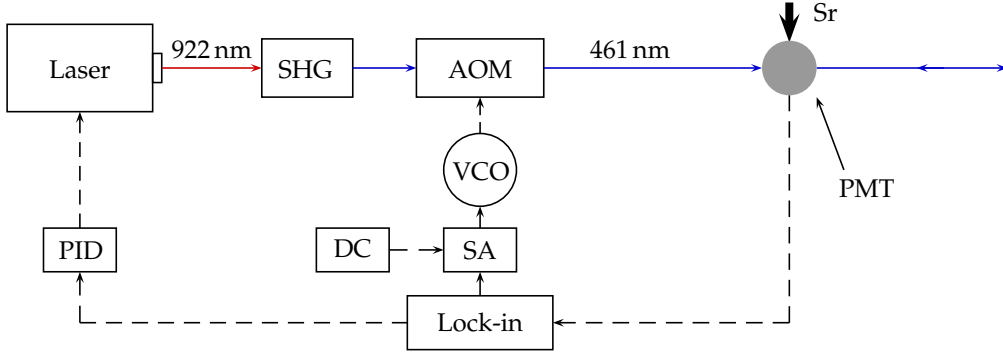 Sr
922 nm
461 nm
Laser
SHG
AOM
VCO
PMT
PID
DC
SA
Lock-in